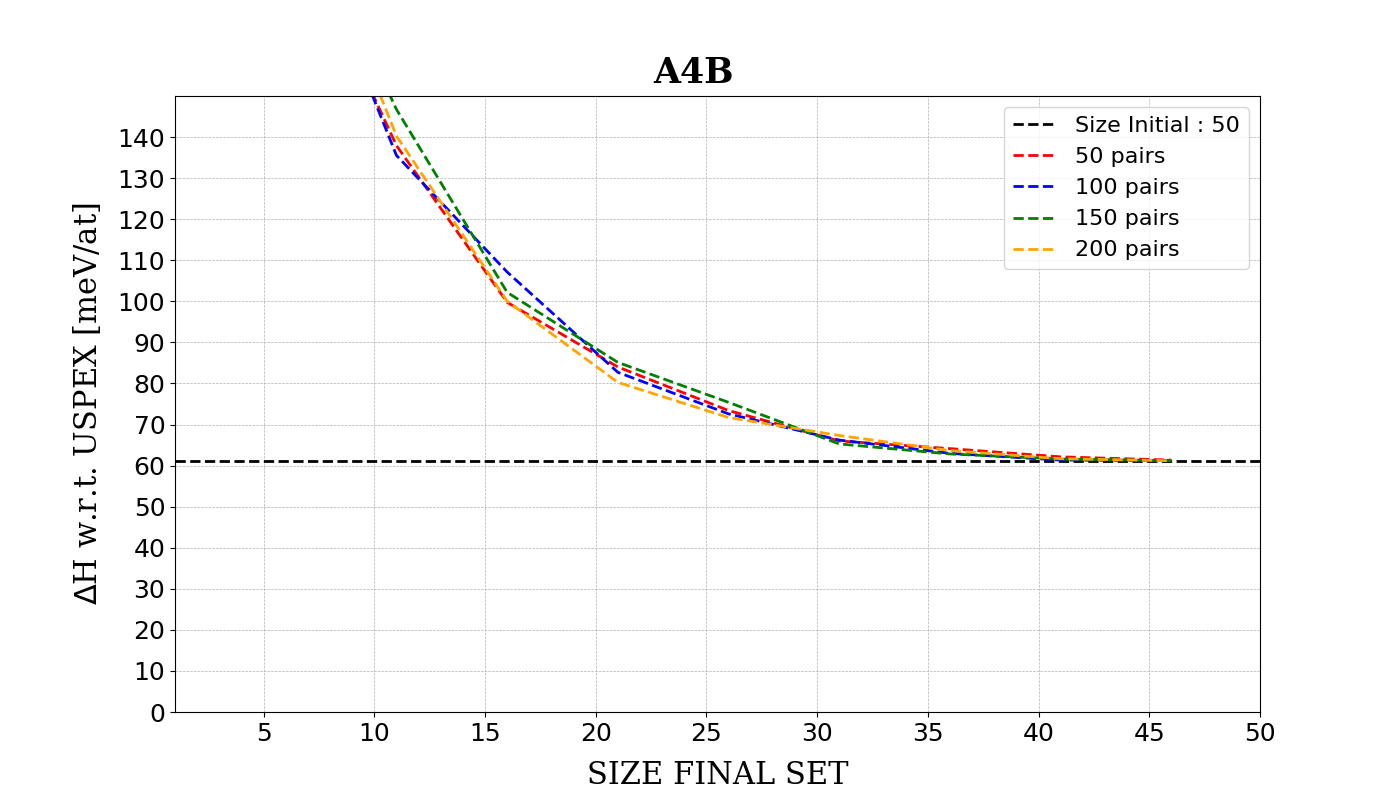 A4B
ΔH w.r.t. USPEX [meV/at]
140
130
120
110
100
90
80
70
60
50
40
30
20
10
0
Size Initial : 50
50 pairs
100 pairs
150 pairs
200 pairs
5 10 15 20 25 30 35 40 45 50
SIZE FINAL SET